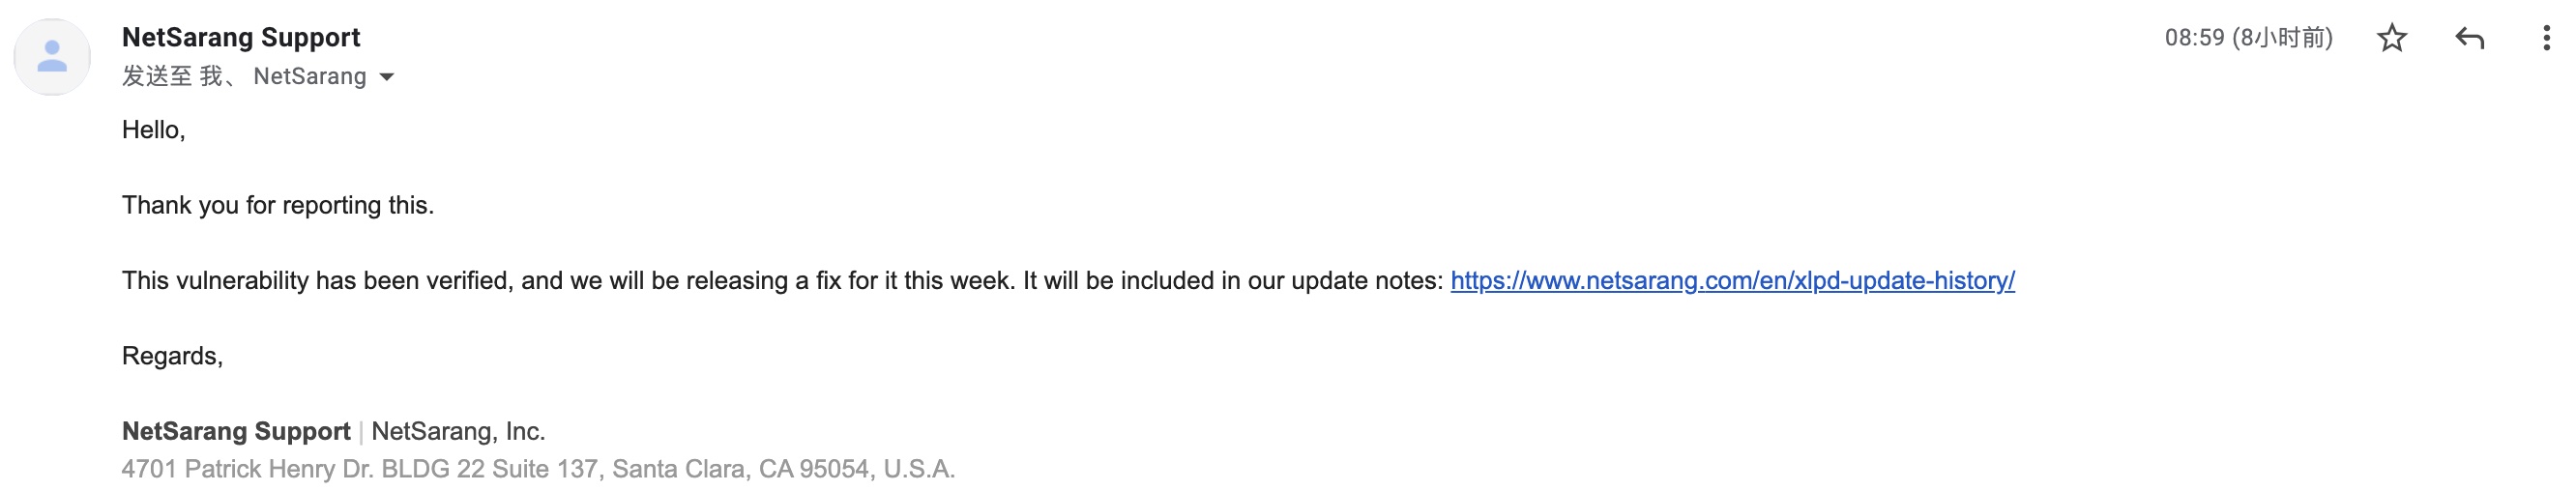 NetSarang Support
08:59 (8小时前)
发送至 我、 NetSarang
Hello,
Thank you for reporting this.
This vulnerability has been verified, and we will be releasing a fix for it this week. It will be included in our update notes: https://www.netsarang.com/en/xlpd-update-history/
Regards,
NetSarang Support | NetSarang, Inc.
4701 Patrick Henry Dr. BLDG 22 Suite 137, Santa Clara, CA 95054, U.S.A.